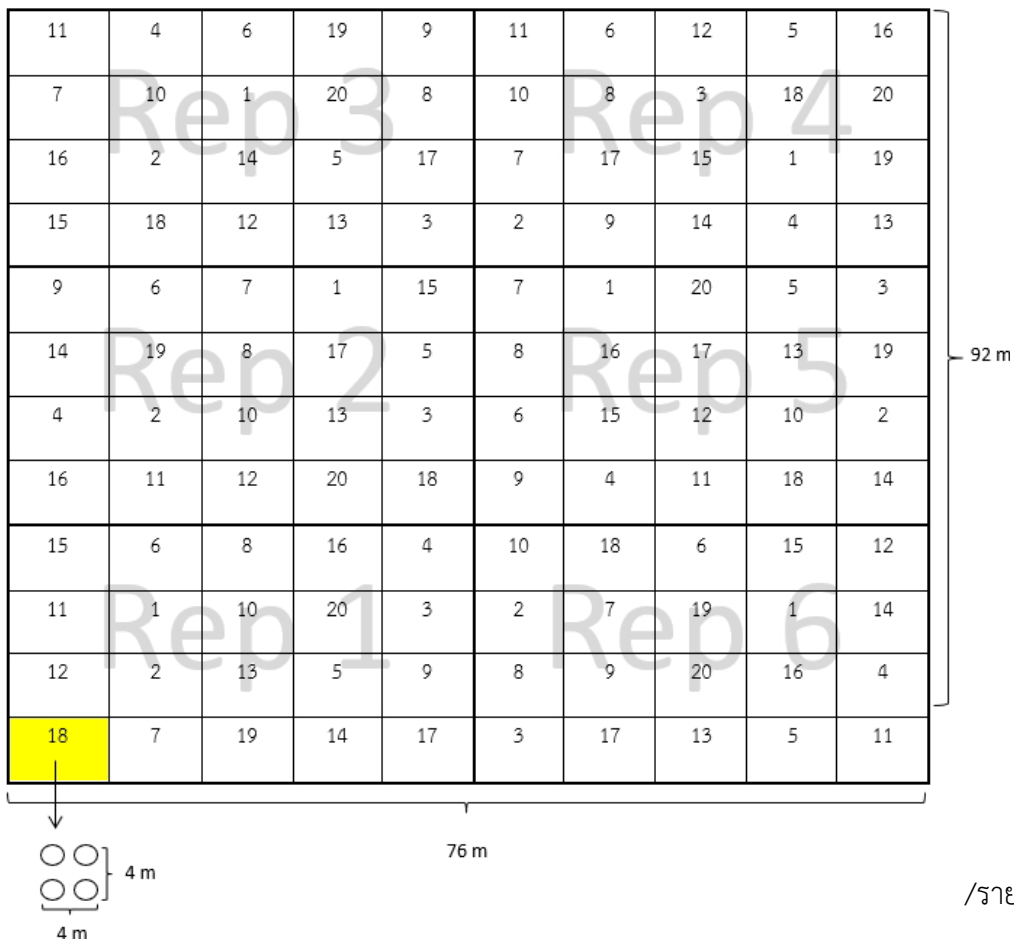 11 4 6 19 9 11 6 12 5 16
7 10 1 20 8 10 8 3 18 20
Rep 3 Rep 4
16 2 14 5 17 7 17 15 1 19
15 18 12 13 3 2 9 14 4 13
9 6 7 1 15 7 1 20 5 3
14 19 8 17 5 8 16 17 13 19
92 m
Rep 2 Rep 5
4 2 10 13 3 6 15 12 10 2
16 11 12 20 18 9 4 11 18 14
15 6 8 16 4 10 18 6 15 12
11 1 10 20 3 2 7 19 1 14
Rep 1 Rep 6
12 2 13 5 9 8 9 20 16 4
18 7 19 14 17 3 17 13 5 11
76 m
4 m
4 m